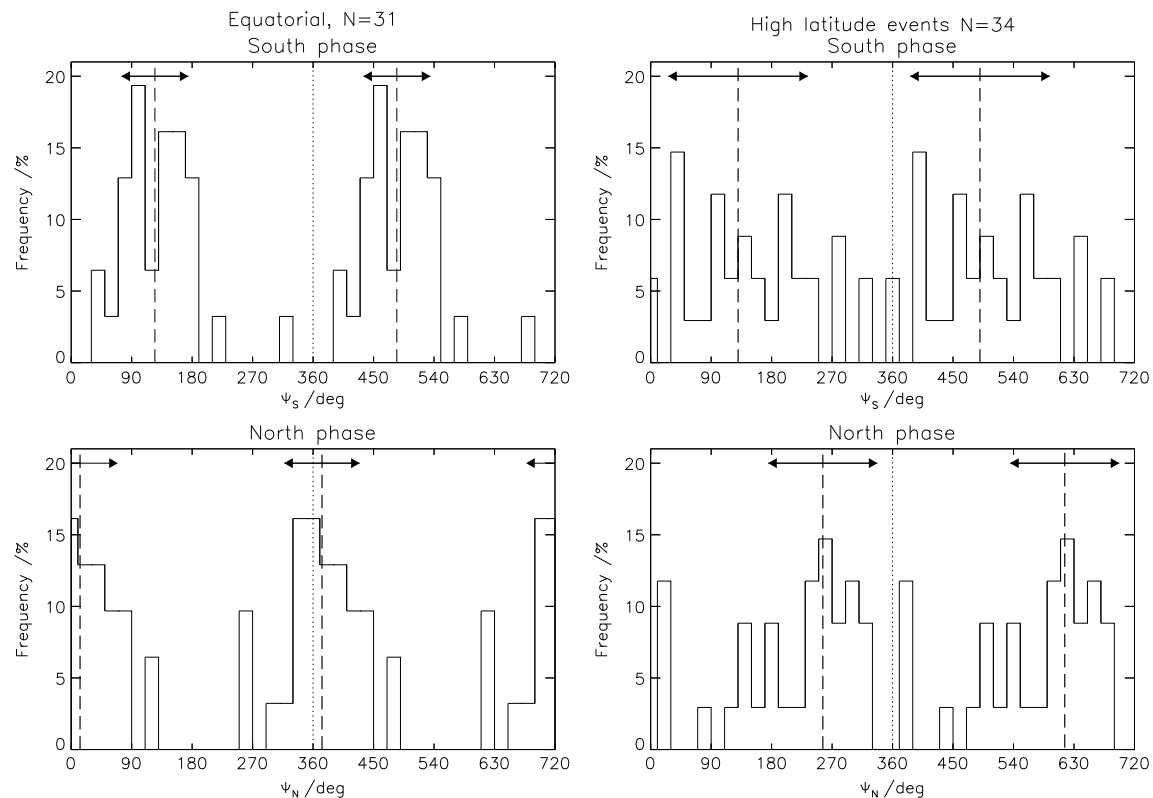 Equatorial, N=31
South phase
20
15
10
5
0
Frequency /%
0 90 180 270 360 450 540 630 720
Ψ_S /deg
High latitude events N=34
South phase
20
15
10
5
0
Frequency /%
0 90 180 270 360 450 540 630 720
Ψ_S /deg
North phase
20
15
10
5
0
Frequency /%
0 90 180 270 360 450 540 630 720
Ψ_N /deg
North phase
20
15
10
5
0
Frequency /%
0 90 180 270 360 450 540 630 720
Ψ_N /deg